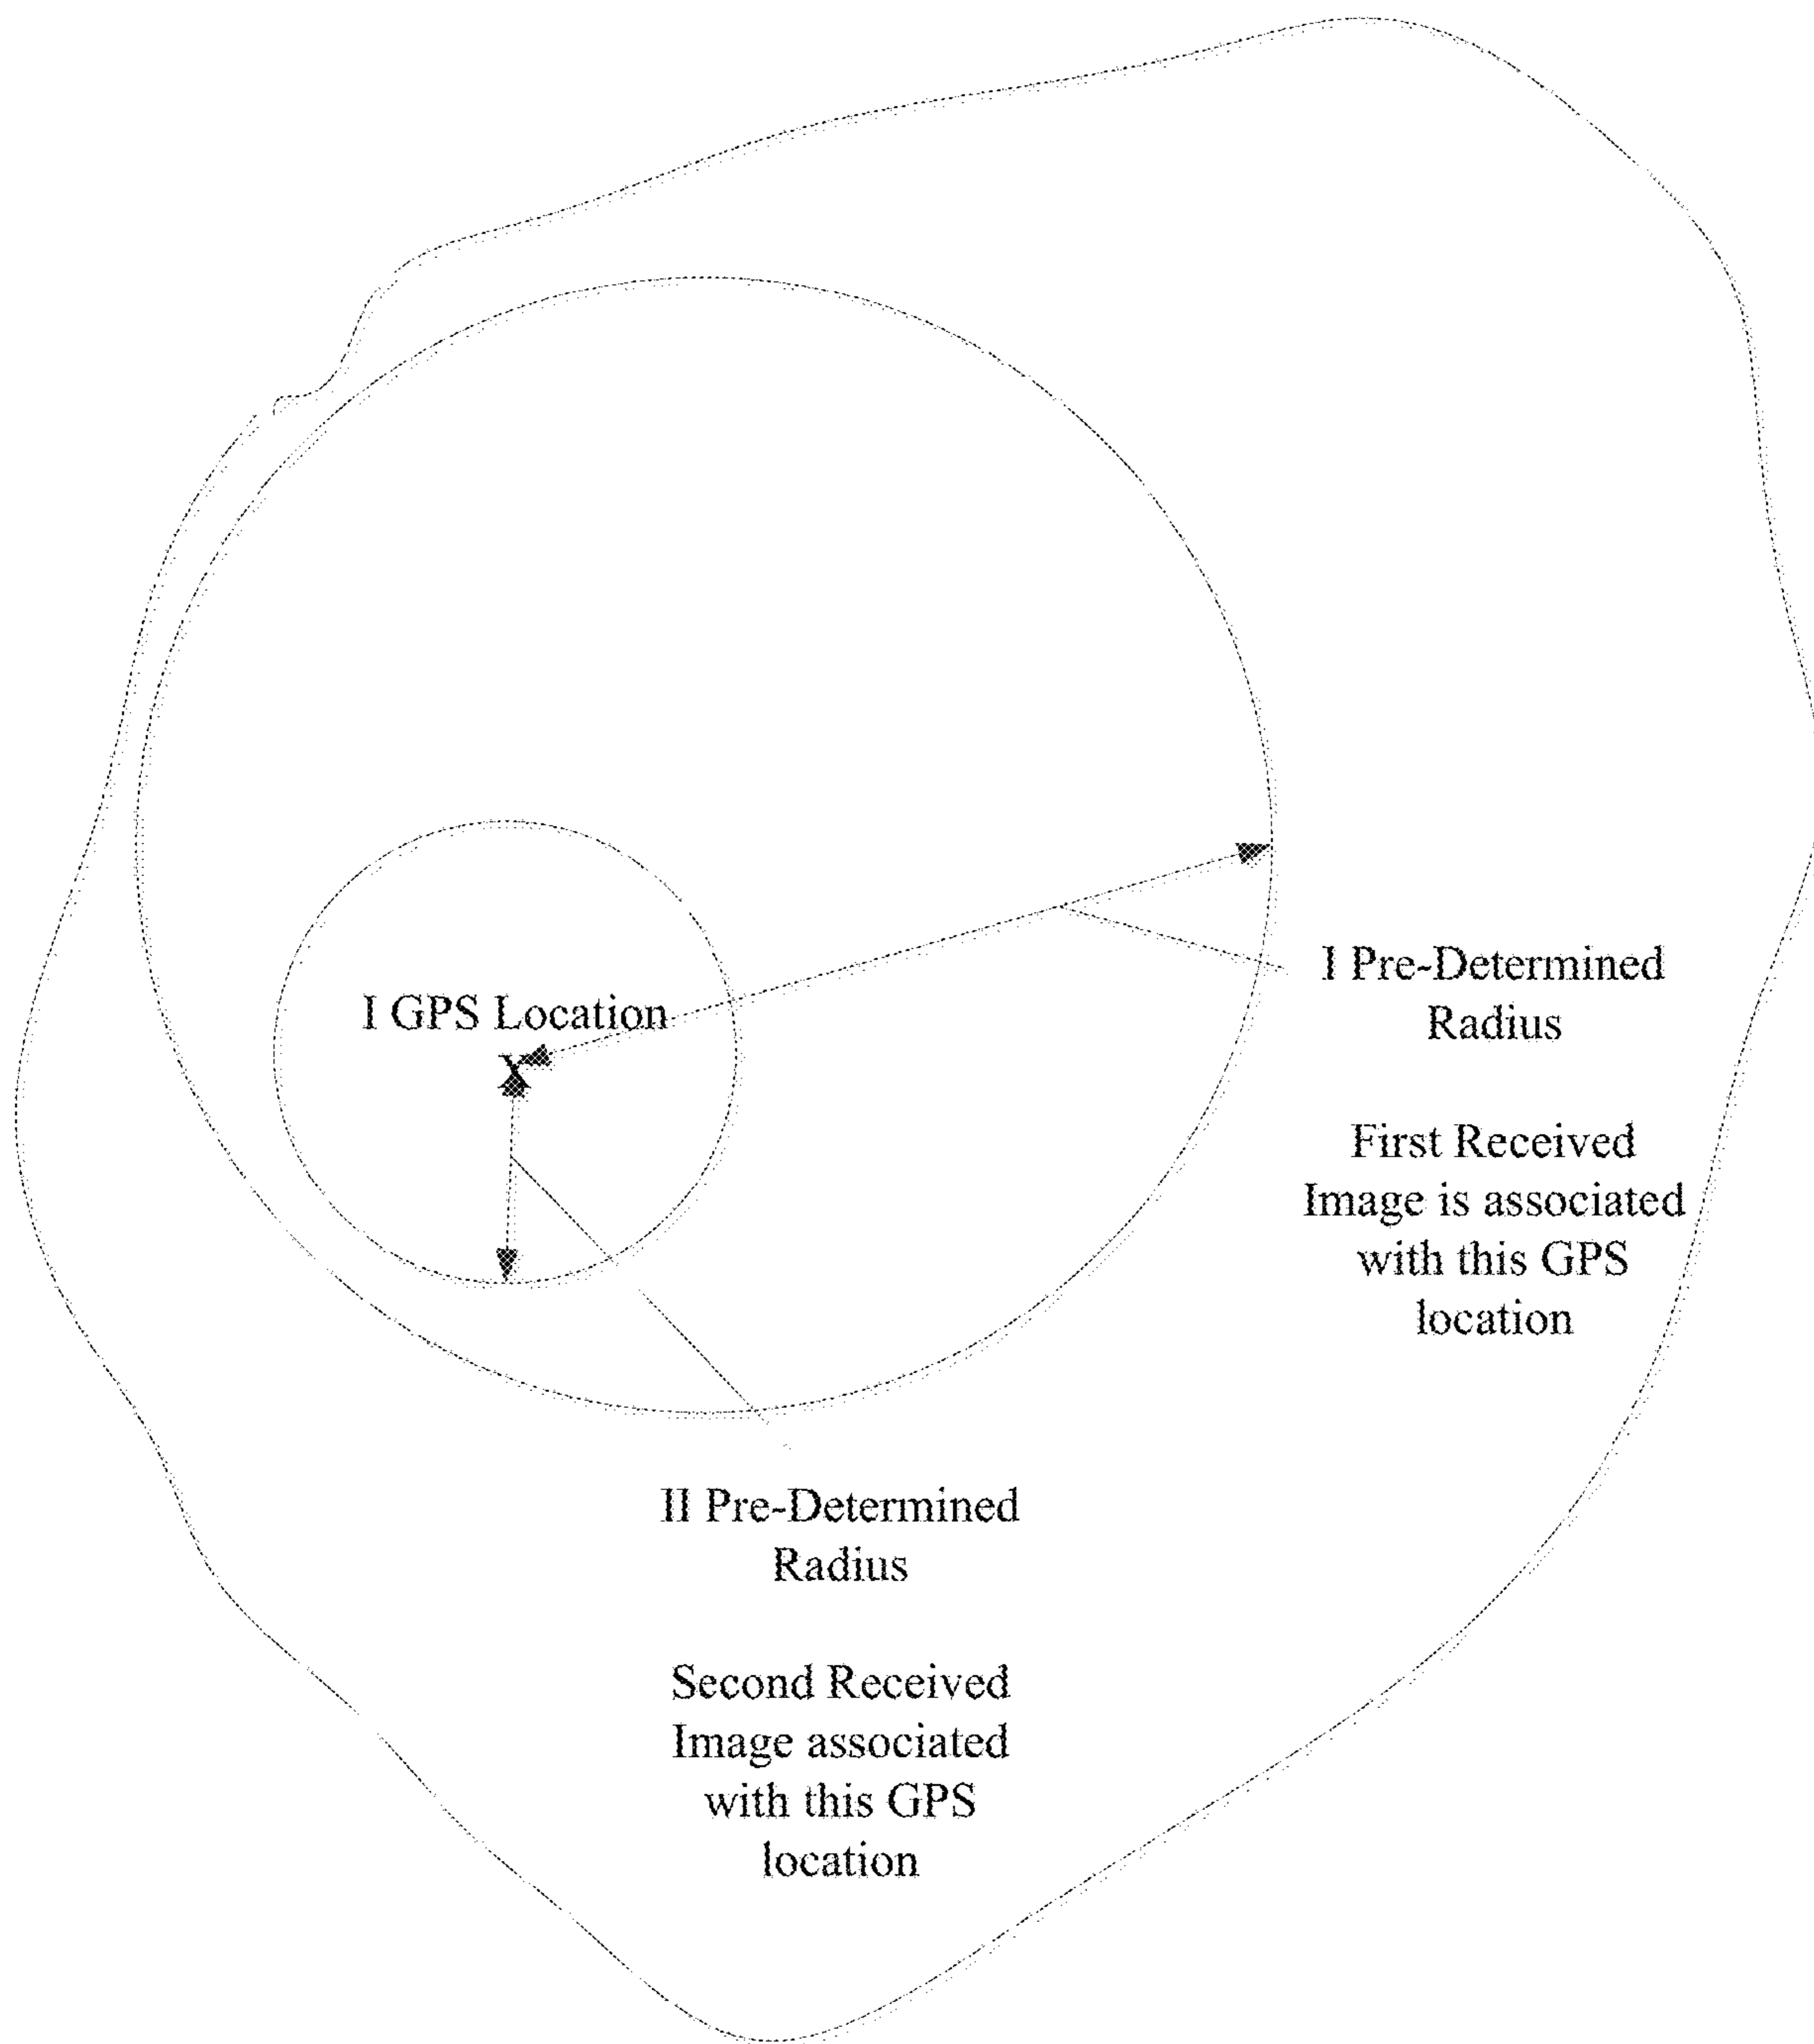 I GPS Location
X
I Pre-Determined
Radius
First Received
Image is associated
with this GPS
location
II Pre-Determined
Radius
Second Received
Image associated
with this GPS
location